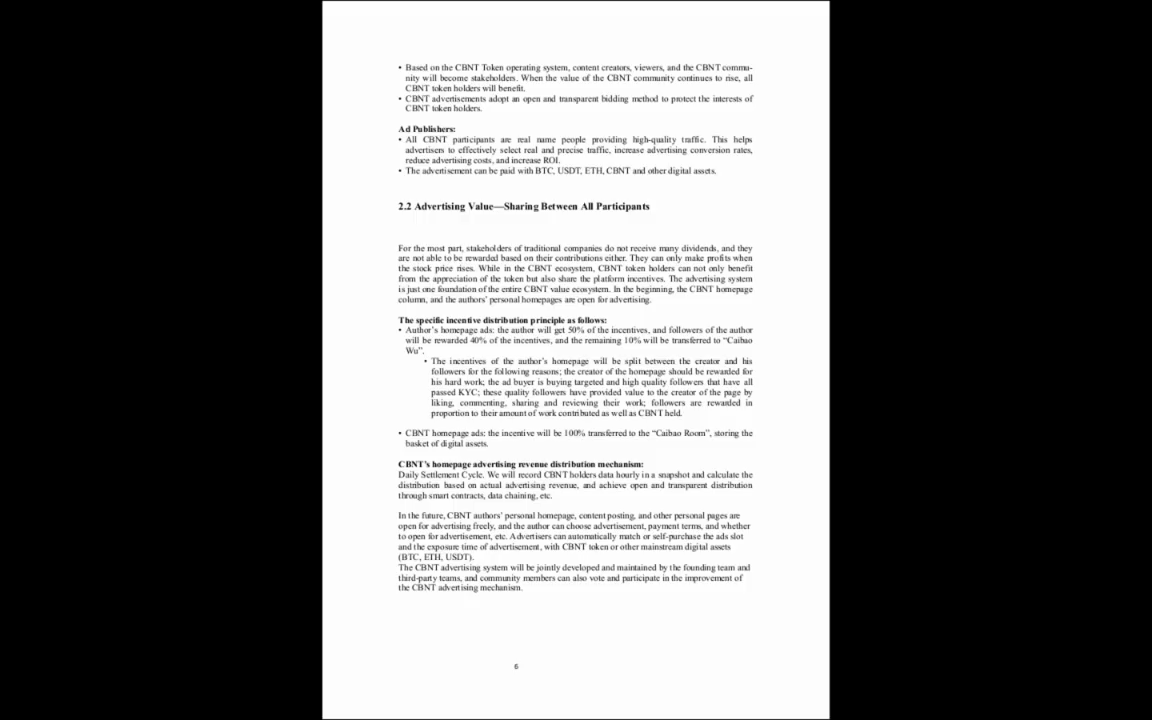 • Based on the CBNT Token operating system, content creators, viewers, and the CBNT commu-
nity will become stakeholders. When the value of the CBNT community continues to rise, all
CBNT token holders will benefit.
• CBNT advertisements adopt an open and transparent bidding method to protect the interests of
CBNT token holders.
Ad Publishers:
• All CBNT participants are real name people providing high-quality traffic. This helps
advertisers to effectively select real and precise traffic, increase advertising conversion rates,
reduce advertising costs, and increase ROI.
• The advertisement can be paid with BTC, USDT, ETH, CBNT and other digital assets.
2.2 Advertising Value—Sharing Between All Participants
For the most part, stakeholders of traditional companies do not receive many dividends, and they
are not able to be rewarded based on their contributions either. They can only make profits when
the stock price rises. While in the CBNT ecosystem, CBNT token holders can not only benefit
from the appreciation of the token but also share the platform incentives. The advertising system
is just one foundation of the entire CBNT value ecosystem. In the beginning, the CBNT homepage
column, and the authors' personal homepages are open for advertising.
The specific incentive distribution principle as follows:
• Author's homepage ads: the author will get 50% of the incentives, and followers of the author
will be rewarded 40% of the incentives, and the remaining 10% will be transferred to "Caibao
Wu".
• The incentives of the author's homepage will be split between the creator and his
followers for the following reasons; the creator of the homepage should be rewarded for
his hard work; the ad buyer is buying targeted and high quality followers that have all
passed KYC; these quality followers have provided value to the creator of the page by
liking, commenting, sharing and reviewing their work; followers are rewarded in
proportion to their amount of work contributed as well as CBNT held.
• CBNT homepage ads: the incentive will be 100% transferred to the "Caibao Room", storing the
basket of digital assets.
CBNT's homepage advertising revenue distribution mechanism:
Daily Settlement Cycle. We will record CBNT holders data hourly in a snapshot and calculate the
distribution based on actual advertising revenue, and achieve open and transparent distribution
through smart contracts, data chaining, etc.
In the future, CBNT authors' personal homepage, content posting, and other personal pages are
open for advertising freely, and the author can choose advertisement, payment terms, and whether
to open for advertisement, etc. Advertisers can automatically match or self-purchase the ads slot
and the exposure time of advertisement, with CBNT token or other mainstream digital assets
(BTC, ETH, USDT).
The CBNT advertising system will be jointly developed and maintained by the founding team and
third-party teams, and community members can also vote and participate in the improvement of
the CBNT advertising mechanism.
6